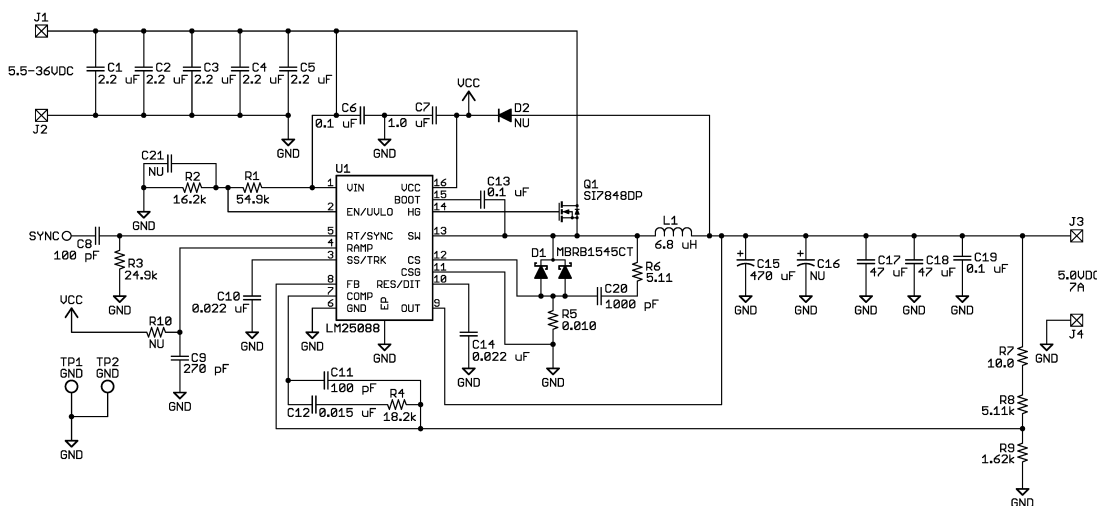 J1
5.5-36VDC
C1
2.2 uF
C2
2.2 uF
C3
2.2 uF
C4
2.2 uF
C5
2.2 uF
J2
GND
C6
0.1 uF
GND
C7
1.0 uF
VCC
D2
NU
C21
NU
R2
16.2k
R1
54.9k
GND
U1
1
VIN
2
EN/UVLO
5
RT/SYNC
4
RAMP
3
SS/TRK
8
FB
7
COMP
6
GND
EP
LM25088
GND
VCC
16
BOOT
15
HG
14
SW
13
CS
12
CSG
11
RES/DIT
10
OUT
9
C13
0.1 uF
Q1
SI7848DP
SYNC
C8
100 pF
R3
24.9k
GND
C10
0.022 uF
GND
GND
VCC
R10
NU
C9
270 pF
GND
TP1
GND
TP2
GND
GND
C11
100 pF
C12
0.015 uF
R4
18.2k
C14
0.022 uF
GND
D1
MBRB1545CT
R6
5.11
C20
1000 pF
R5
0.010
GND
L1
6.8 uH
C15
470 uF
GND
C16
NU
GND
C17
47 uF
GND
C18
47 uF
GND
C19
0.1 uF
GND
J3
5.0VDC
7A
J4
GND
R7
10.0
R8
5.11k
R9
1.62k
GND